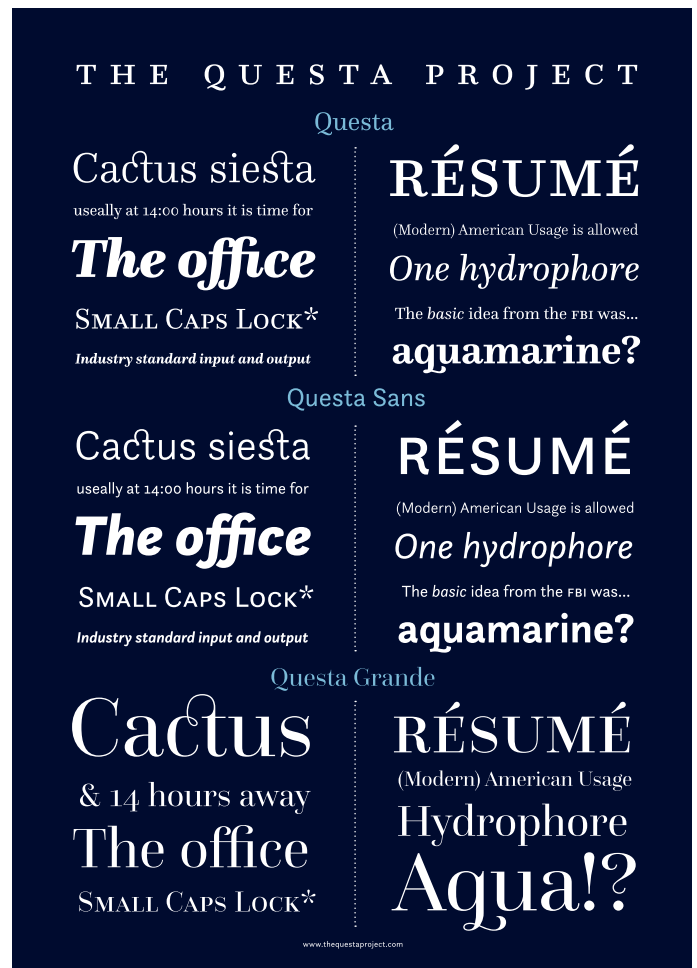 THE QUESTA PROJECT
Questa
Cactus siesta
useally at 14:00 hours it is time for
The office
Small Caps Lock*
Industry standard input and output
RÉSUMÉ
(Modern) American Usage is allowed
One hydrophore
The basic idea from the FBI was...
aquamarine?
Questa Sans
Cactus siesta
useally at 14:00 hours it is time for
The office
Small Caps Lock*
Industry standard input and output
RÉSUMÉ
(Modern) American Usage is allowed
One hydrophore
The basic idea from the FBI was...
aquamarine?
Questa Grande
Cactus
& 14 hours away
The office
Small Caps Lock*
RÉSUMÉ
(Modern) American Usage
Hydrophore
Aqua!?
www.thequestaproject.com